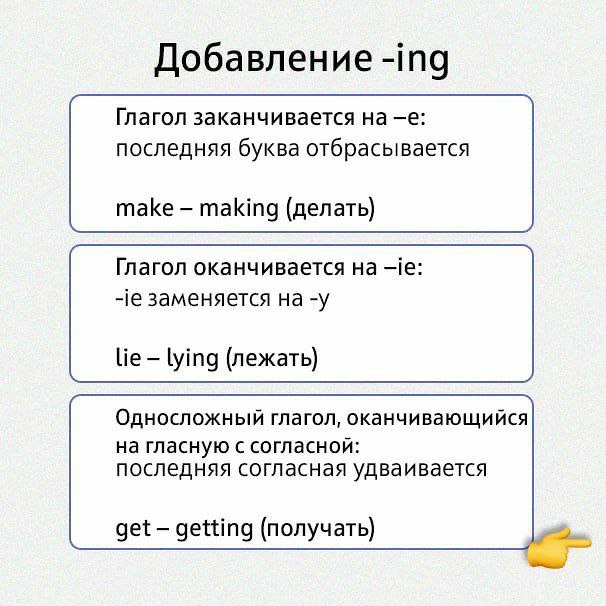 Добавление -ing
Глагол заканчивается на –e:
последняя буква отбрасывается
make – making (делать)
Глагол оканчивается на –ie:
-ie заменяется на -y
lie – lying (лежать)
Односложный глагол, оканчивающийся
на гласную с согласной:
последняя согласная удваивается
get – getting (получать)